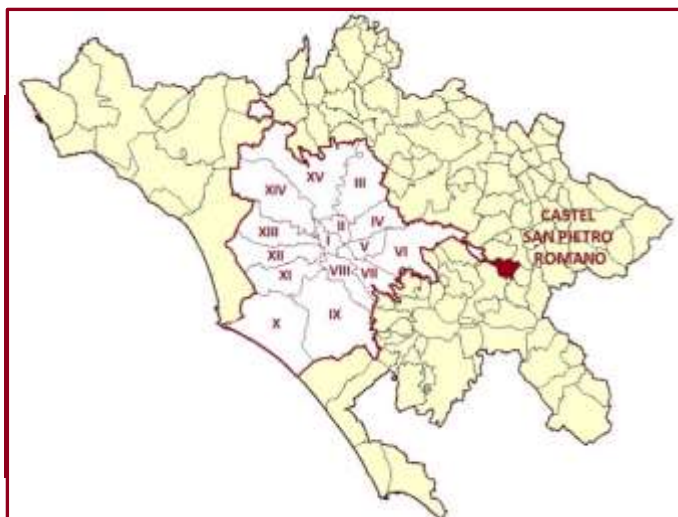 XV
III
XIV
II
IV
CASTEL
SAN PIETRO
ROMANO
XIII
I
V
VI
XII
VIII
VII
XI
IX
X